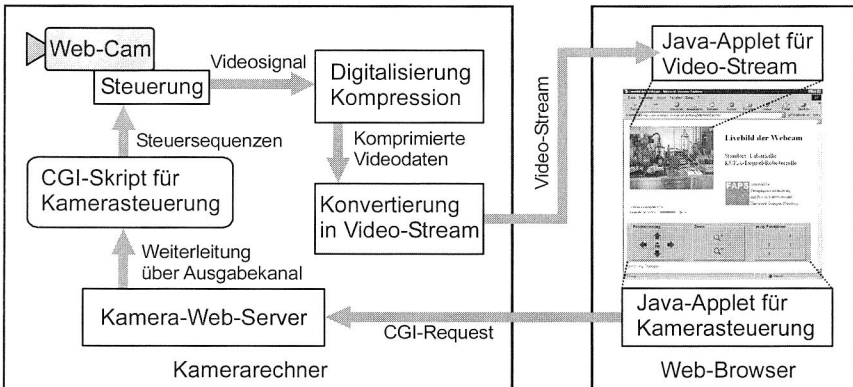 Web-Cam
Steuerung
Videosignal
Digitalisierung
Kompression
Steuersequenzen
Komprimierte
Videodaten
CGI-Skript für
Kamerasteuerung
Konvertierung
in Video-Stream
Weiterleitung
über Ausgabekanal
Kamera-Web-Server
CGI-Request
Kamerarechner
Video-Stream
Java-Applet für
Video-Stream
Livebild der Webcam
FAPS
Java-Applet für
Kamerasteuerung
Web-Browser